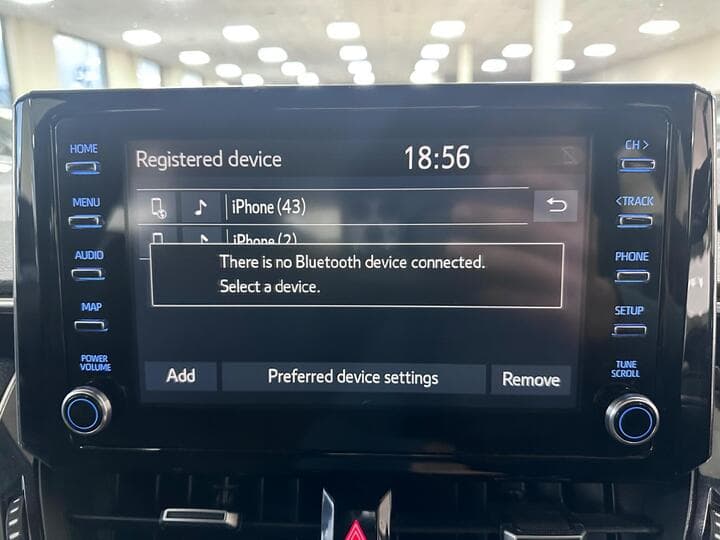 HOME
MENU
AUDIO
MAP
POWER
VOLUME
Registered device
18:56
iPhone (43)
iPhone (2)
There is no Bluetooth device connected.
Select a device.
Add
Preferred device settings
Remove
CH >
< TRACK
PHONE
SETUP
TUNE
SCROLL